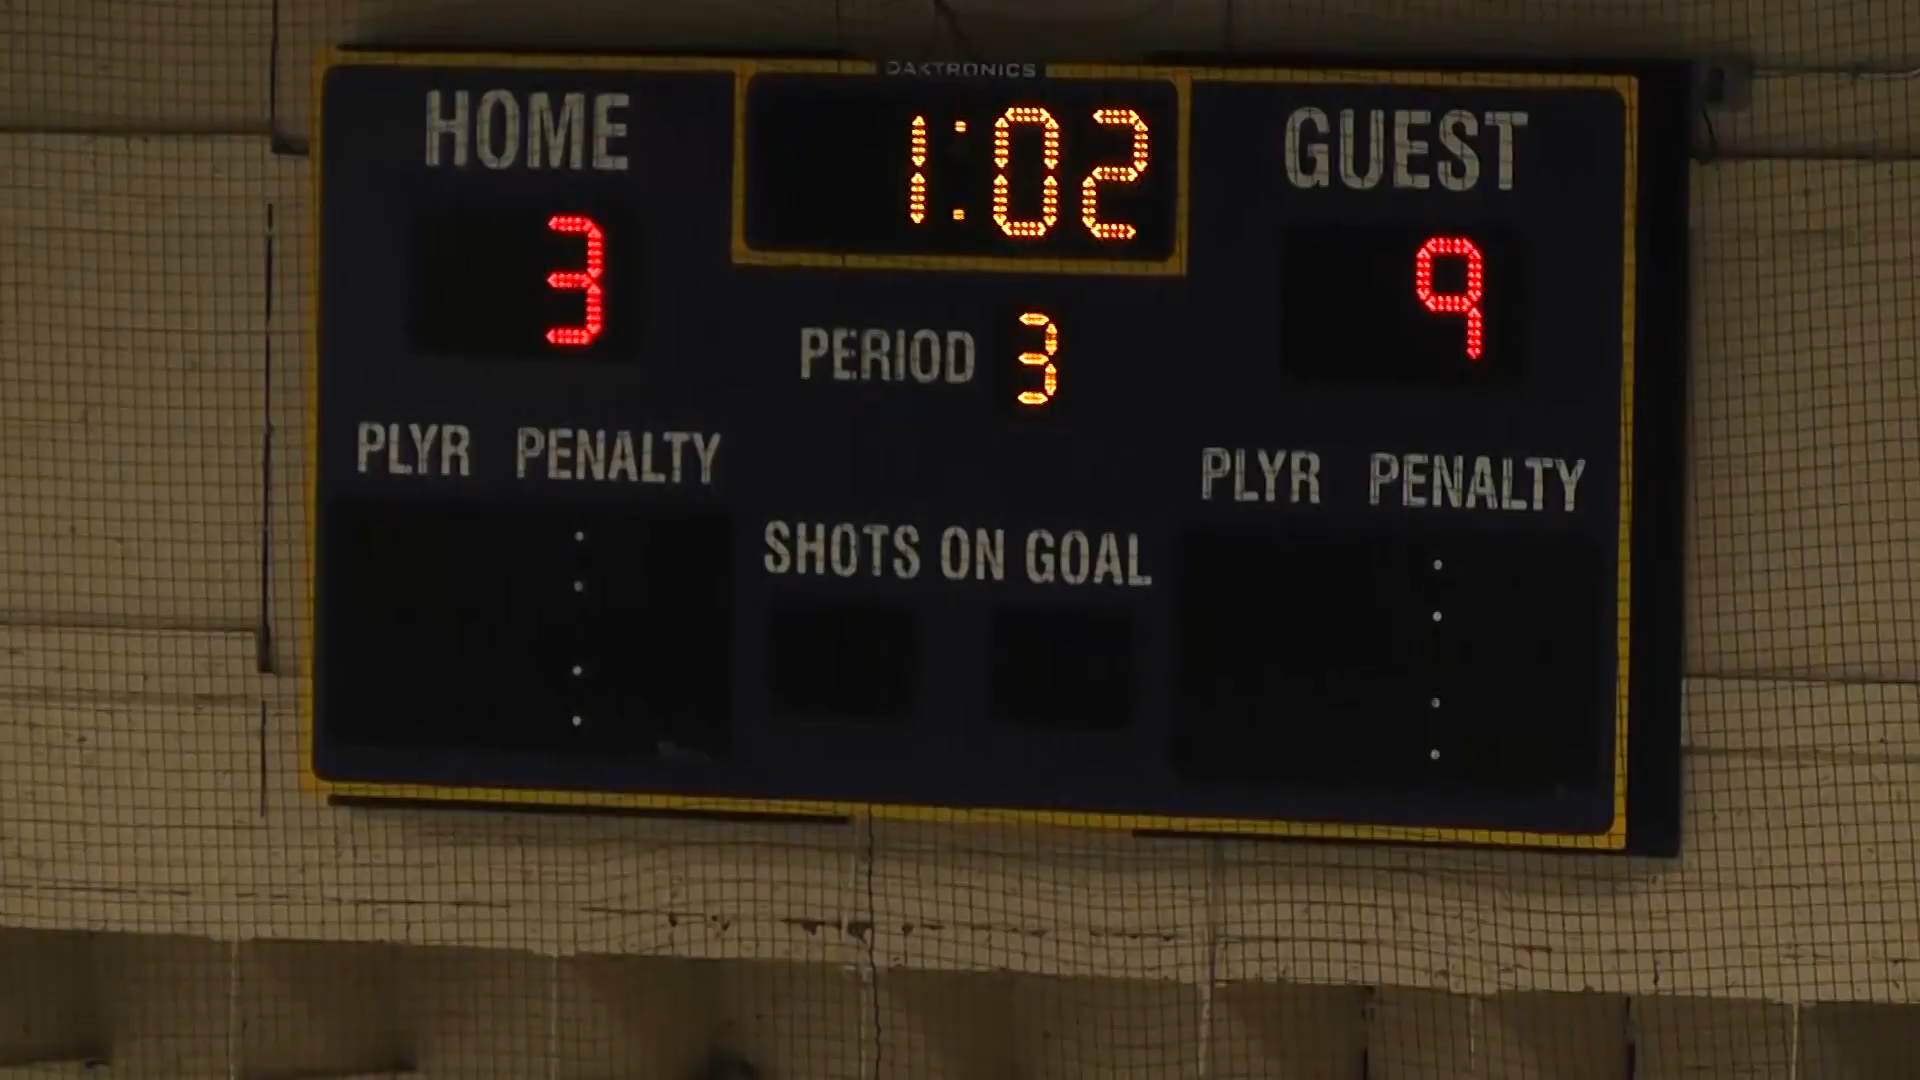 DAKTRONICS
HOME 1:02 GUEST
3 9
PERIOD 3
PLYR PENALTY PLYR PENALTY
SHOTS ON GOAL